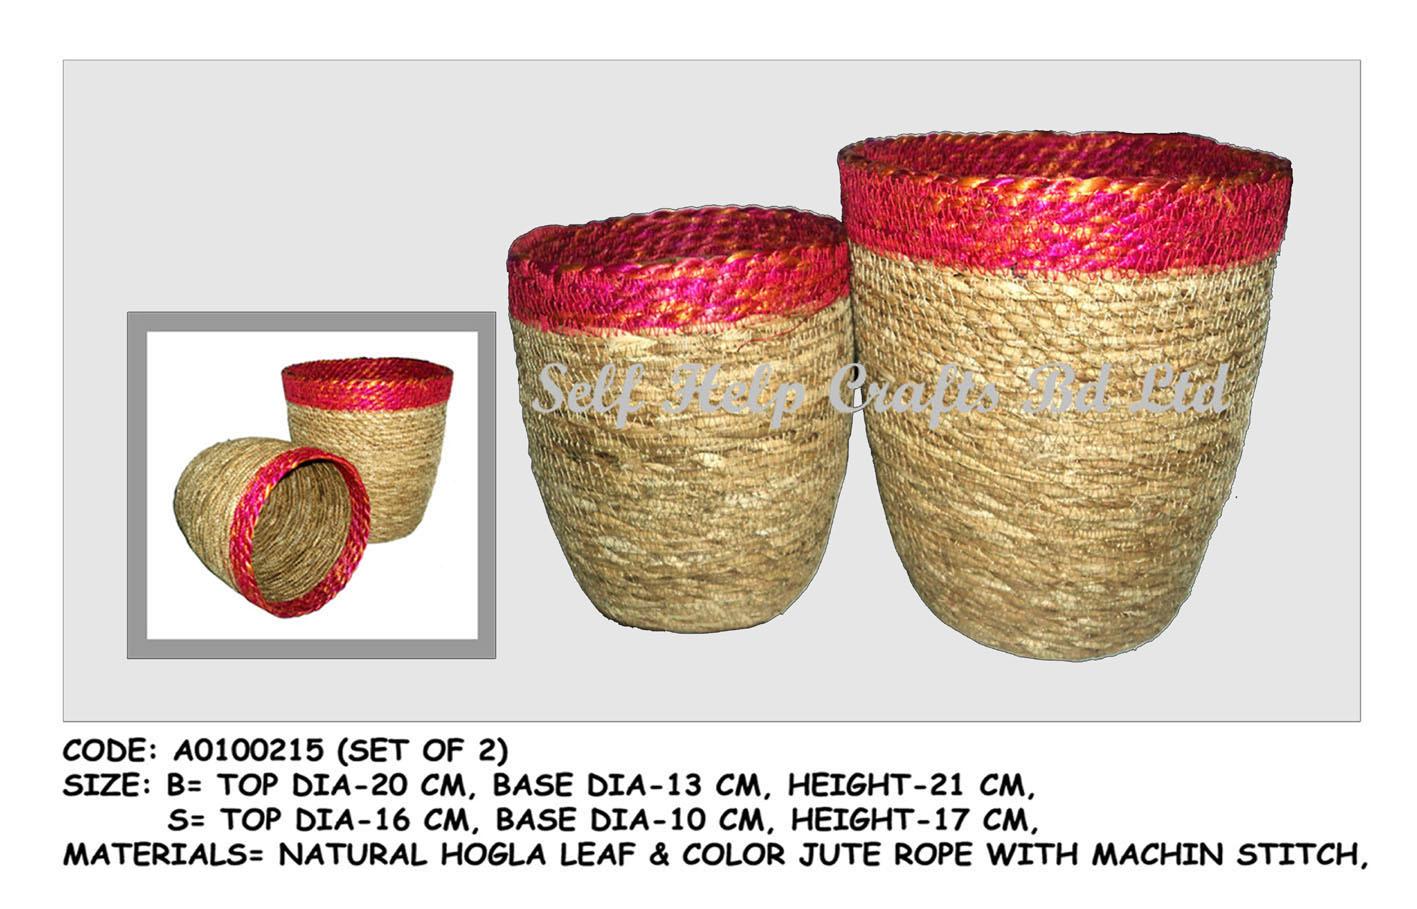 Self Help Crafts Bd Ltd
CODE: A0100215 (SET OF 2)
SIZE: B= TOP DIA-20 CM, BASE DIA-13 CM, HEIGHT-21 CM,
S= TOP DIA-16 CM, BASE DIA-10 CM, HEIGHT-17 CM,
MATERIALS= NATURAL HOGLA LEAF & COLOR JUTE ROPE WITH MACHIN STITCH,